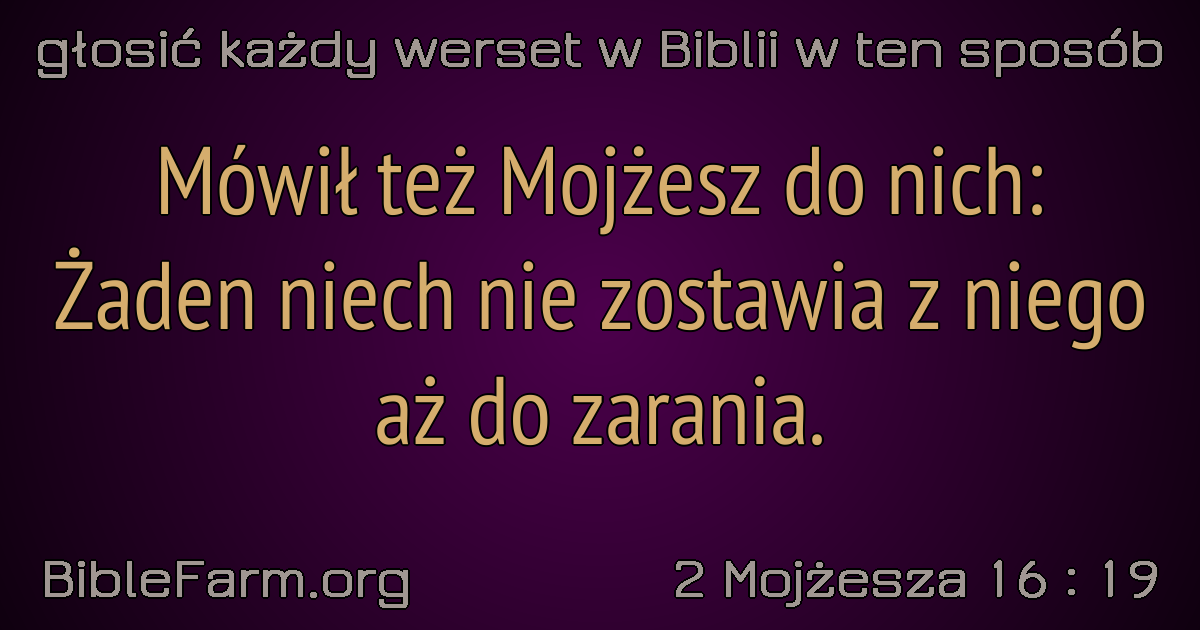 głosić każdy werset w Biblii w ten sposób
Mówił też Mojżesz do nich:
Żaden niech nie zostawia z niego
aż do zarania.
BibleFarm.org
2 Mojżesza 16 : 19